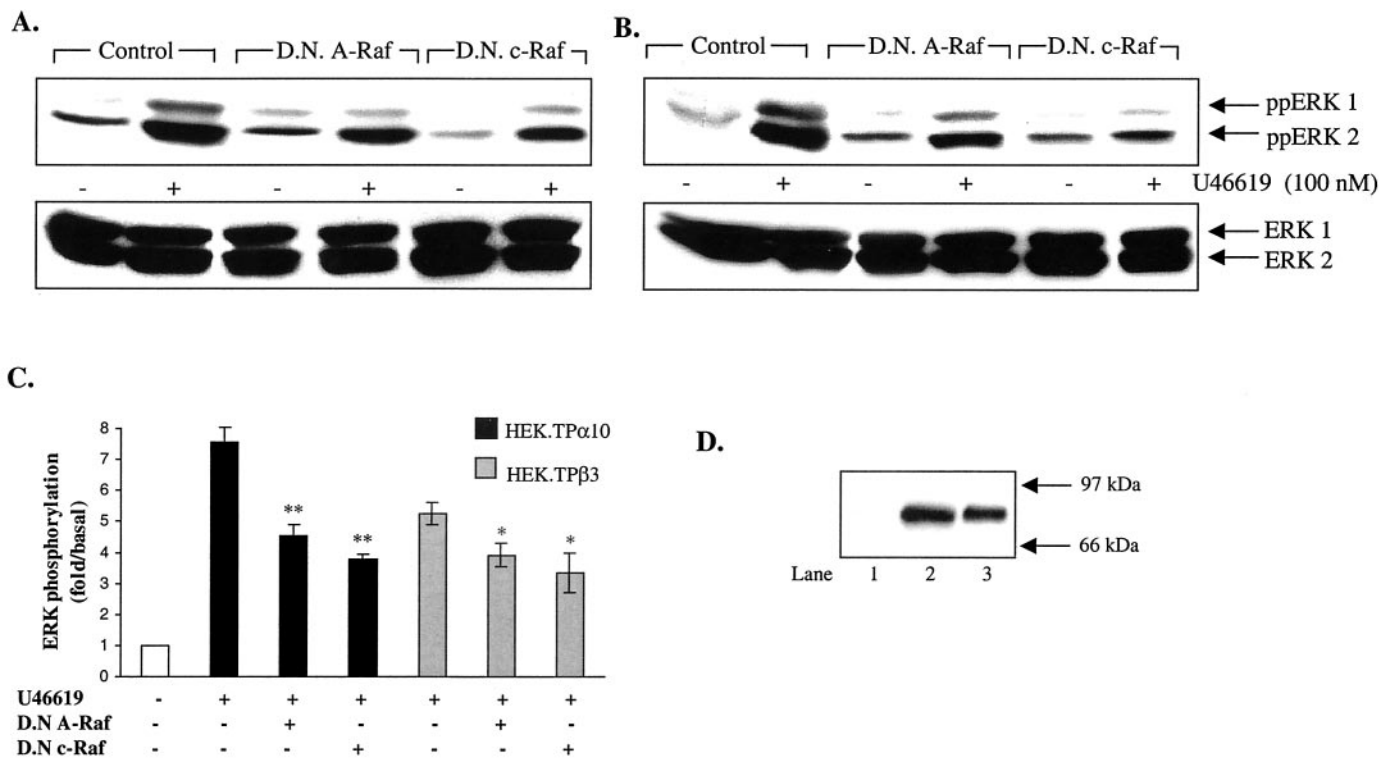 A.
Control D.N. A-Raf D.N. c-Raf
- + - + - +
B.
Control D.N. A-Raf D.N. c-Raf
ppERK 1
ppERK 2
- + - + - + U46619 (100 nM)
ERK 1
ERK 2
C.
ERK phosphorylation
(fold/basal)
8
7
6
5
4
3
2
1
0
** ** * *
HEK.TPα10
HEK.TPβ3
U46619 - + + + + + +
D.N A-Raf - - + - - + -
D.N c-Raf - - - + - - +
D.
97 kDa
66 kDa
Lane 1 2 3